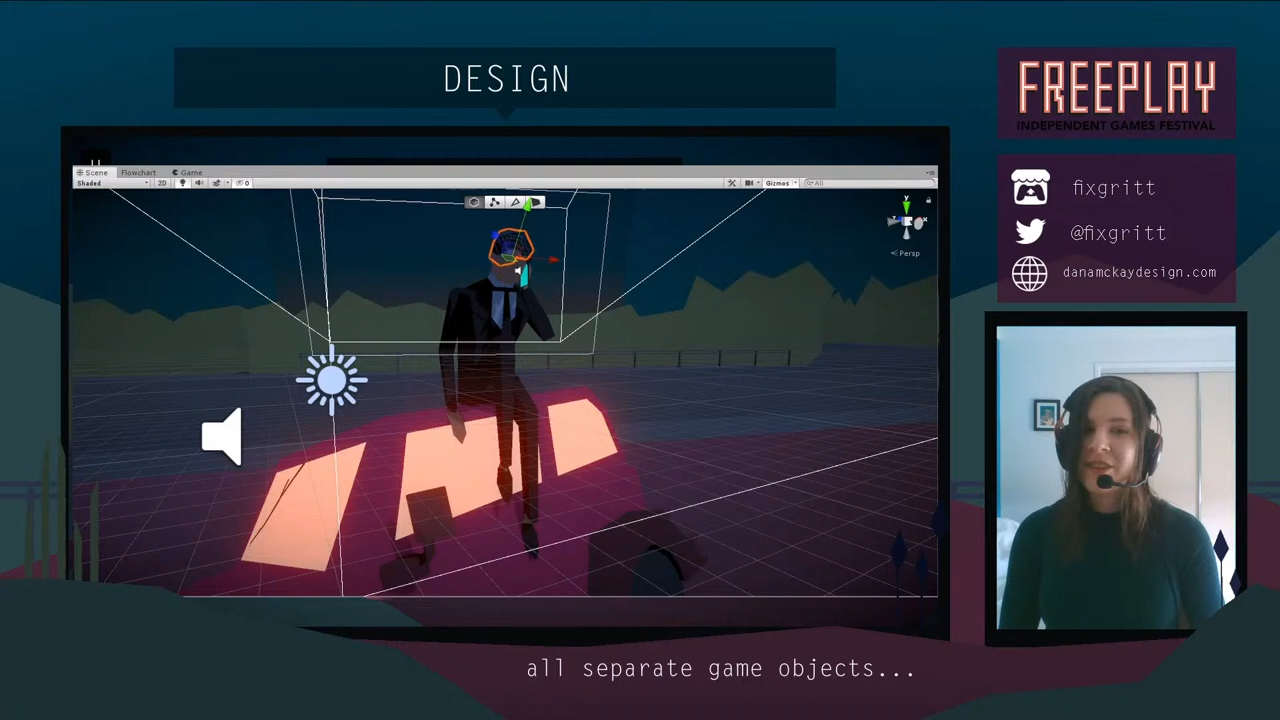 DESIGN
FREEPLAY
INDEPENDENT GAMES FESTIVAL
fixgritt
@fixgritt
danamckaydesign.com
Scene Flowchart Game
Shaded 2D 0 Gizmos All
y
x
Persp
all separate game objects...